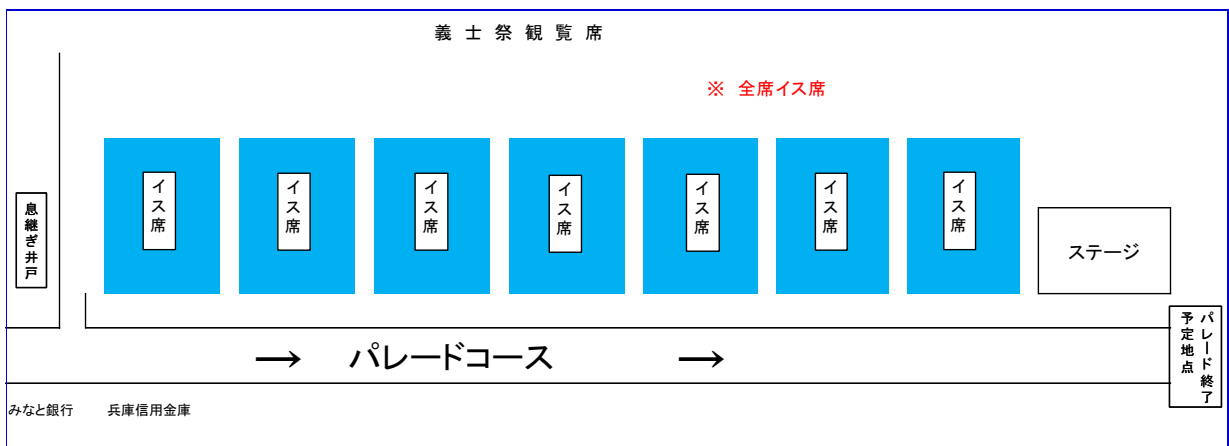 義士祭観覧席
※ 全席イス席
イス席
イス席
イス席
イス席
イス席
イス席
イス席
息継ぎ井戸
ステージ
パレード終了
予定地点
→ パレードコース →
みなと銀行 兵庫信用金庫